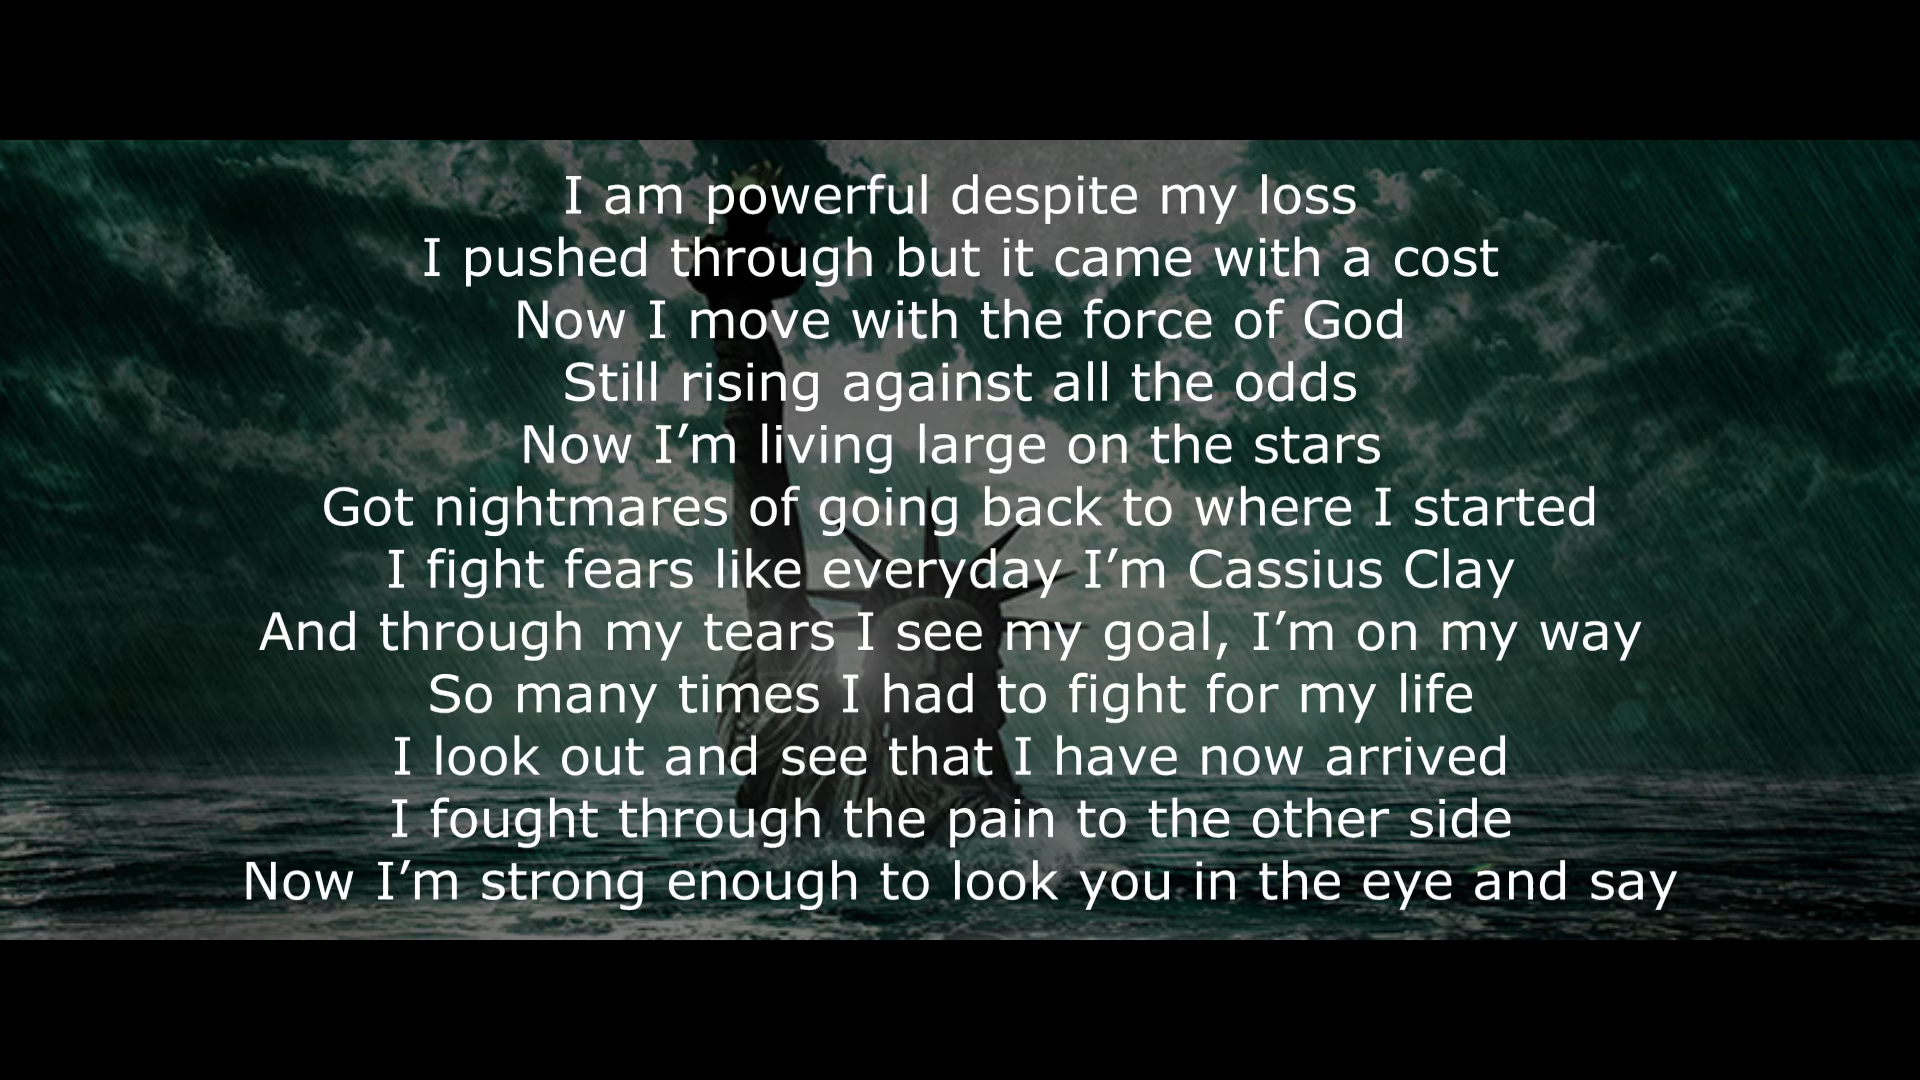 I am powerful despite my loss
I pushed through but it came with a cost
Now I move with the force of God
Still rising against all the odds
Now I’m living large on the stars
Got nightmares of going back to where I started
I fight fears like everyday I’m Cassius Clay
And through my tears I see my goal, I’m on my way
So many times I had to fight for my life
I look out and see that I have now arrived
I fought through the pain to the other side
Now I’m strong enough to look you in the eye and say